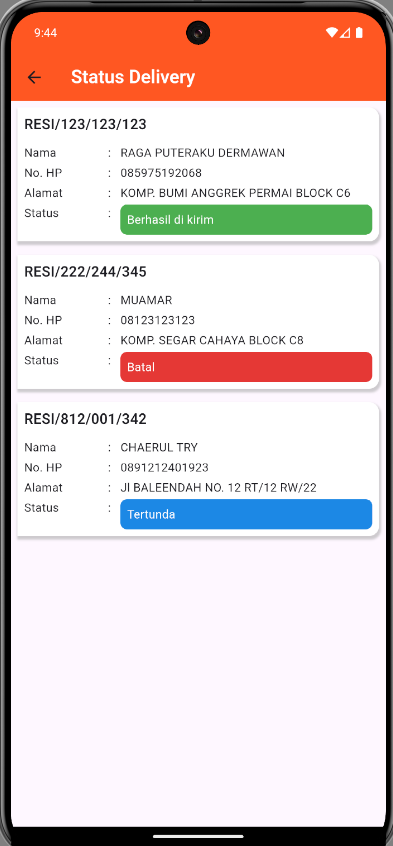 9:44
Status Delivery
RESI/123/123/123
Nama : RAGA PUTERAKU DERMAWAN
No. HP : 085975192068
Alamat : KOMP. BUMI ANGGREK PERMAI BLOCK C6
Status : Berhasil di kirim
RESI/222/244/345
Nama : MUAMAR
No. HP : 08123123123
Alamat : KOMP. SEGAR CAHAYA BLOCK C8
Status : Batal
RESI/812/001/342
Nama : CHAERUL TRY
No. HP : 0891212401923
Alamat : Jl BALEENDAH NO. 12 RT/12 RW/22
Status : Tertunda